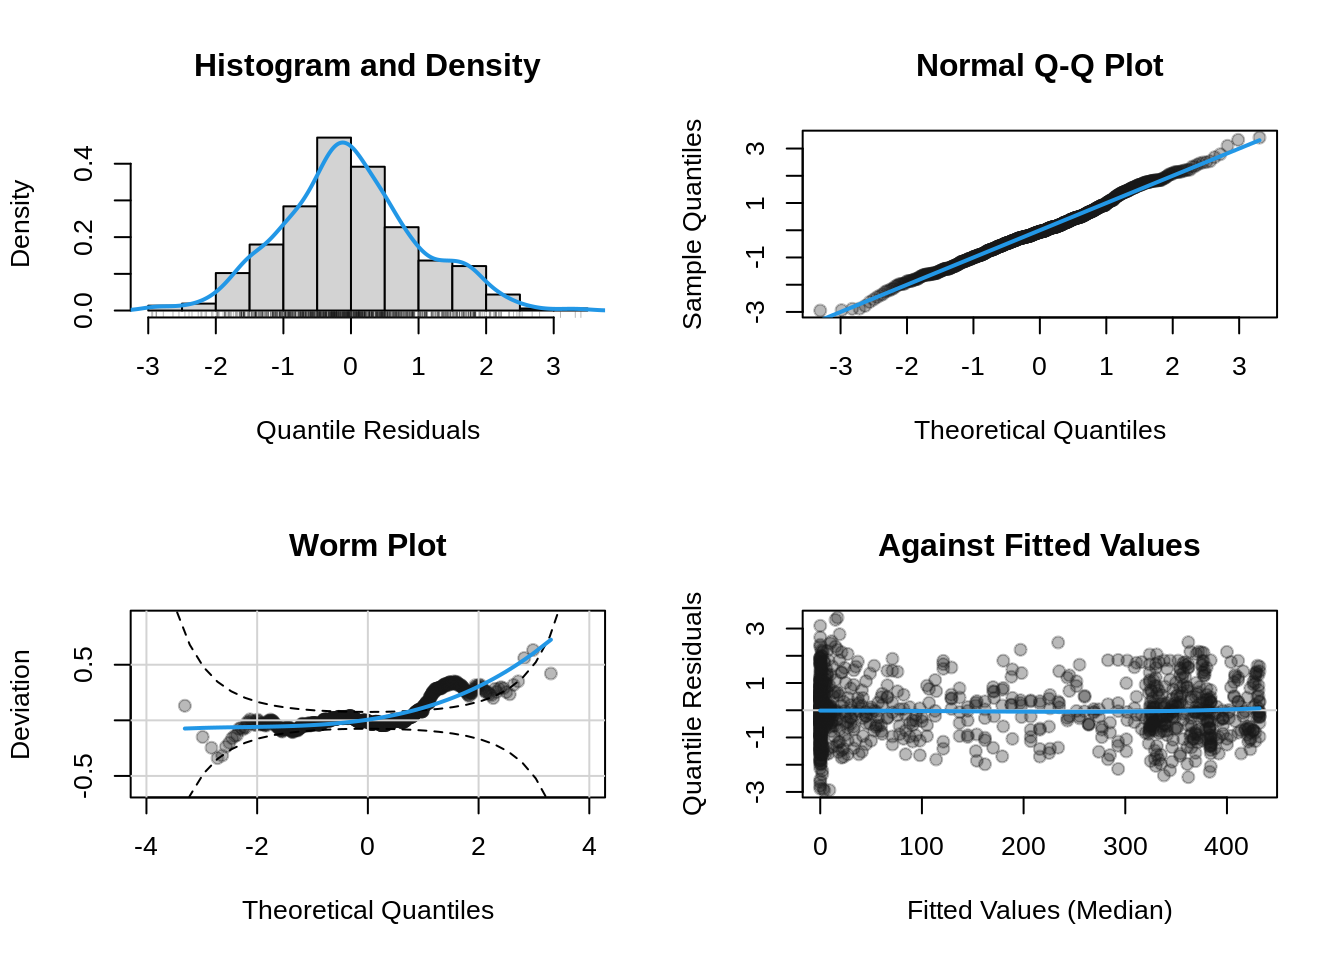 Histogram and Density
Density
0.0 0.2 0.4
-3 -2 -1 0 1 2 3
Quantile Residuals
Normal Q-Q Plot
Sample Quantiles
-3 -1 1 3
-3 -2 -1 0 1 2 3
Theoretical Quantiles
Worm Plot
Deviation
-0.5 0.5
-4 -2 0 2 4
Theoretical Quantiles
Against Fitted Values
Quantile Residuals
-3 -1 1 3
0 100 200 300 400
Fitted Values (Median)